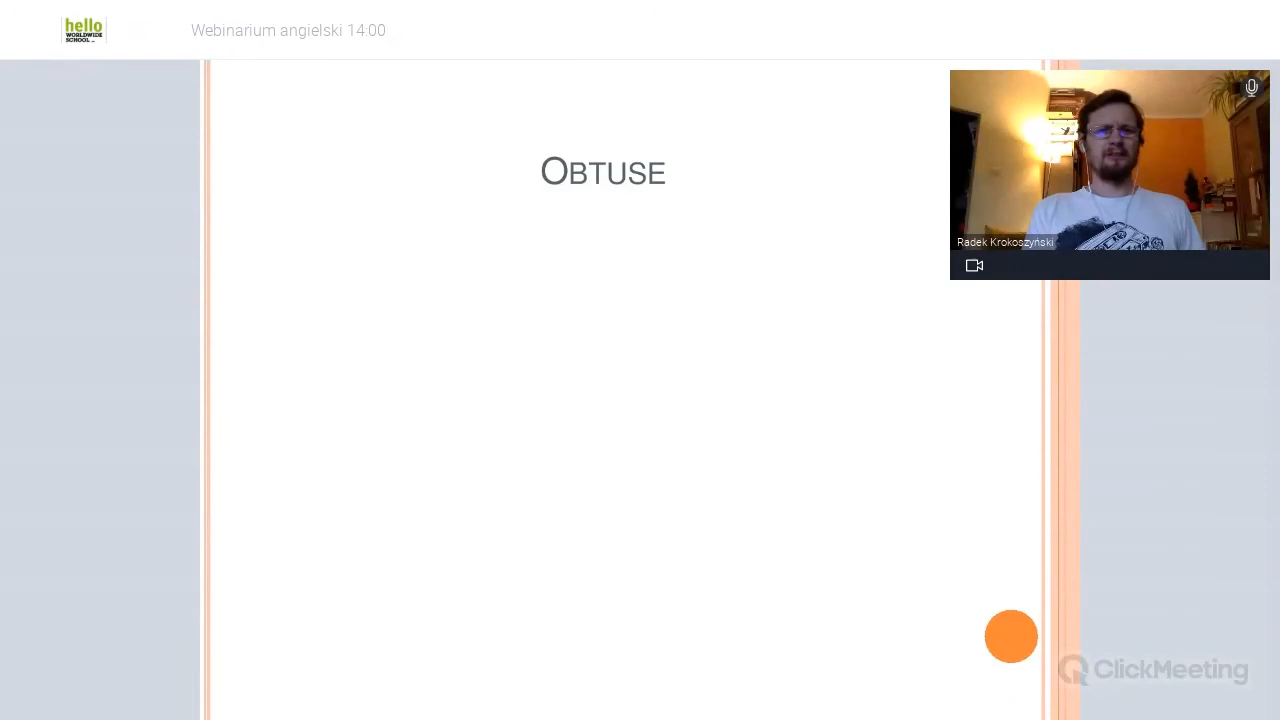 hello
WORLDWIDE
SCHOOL
Webinarium angielski 14:00
OBTUSE
Radek Krokoszyński
ClickMeeting